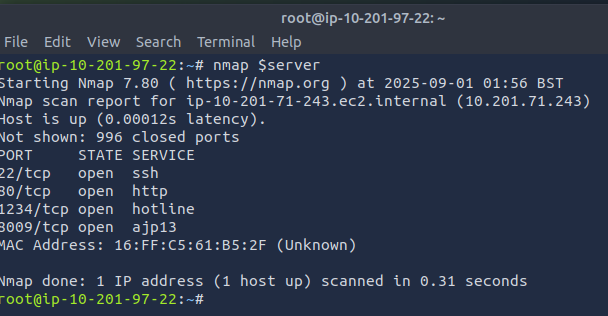 root@ip-10-201-97-22: ~
File Edit View Search Terminal Help
root@ip-10-201-97-22:~# nmap $server
Starting Nmap 7.80 ( https://nmap.org ) at 2025-09-01 01:56 BST
Nmap scan report for ip-10-201-71-243.ec2.internal (10.201.71.243)
Host is up (0.00012s latency).
Not shown: 996 closed ports
PORT     STATE SERVICE
22/tcp   open  ssh
80/tcp   open  http
1234/tcp open  hotline
8009/tcp open  ajp13
MAC Address: 16:FF:C5:61:B5:2F (Unknown)
Nmap done: 1 IP address (1 host up) scanned in 0.31 seconds
root@ip-10-201-97-22:~#